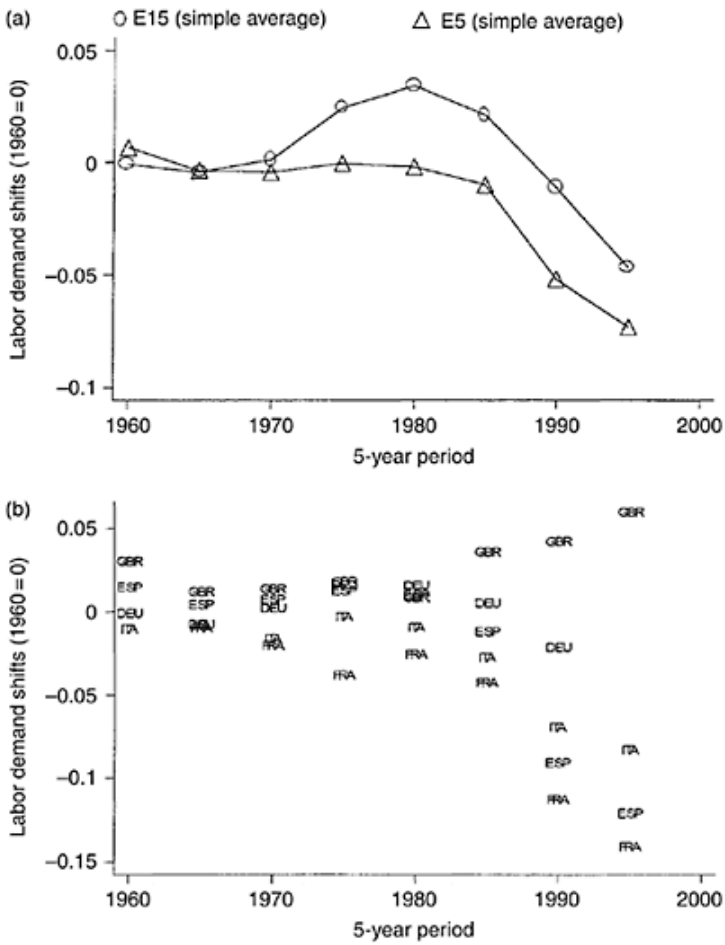 (a) E15 (simple average) E5 (simple average)
Labor demand shifts (1960 = 0)
0.05
0
−0.05
−0.1
1960 1970 1980 1990 2000
5-year period
(b)
Labor demand shifts (1960 = 0)
0.05
0
−0.05
−0.1
−0.15
GBR
ESP
DEU
ITA
GBR
ESP
GBR
ESP
DEU
ITA
FRA
ITA
FRA
DEU
ITA
FRA
GBR
DEU
ESP
ITA
FRA
GBR
DEU
ITA
ESP
FRA
GBR
ITA
ESP
FRA
1960 1970 1980 1990 2000
5-year period